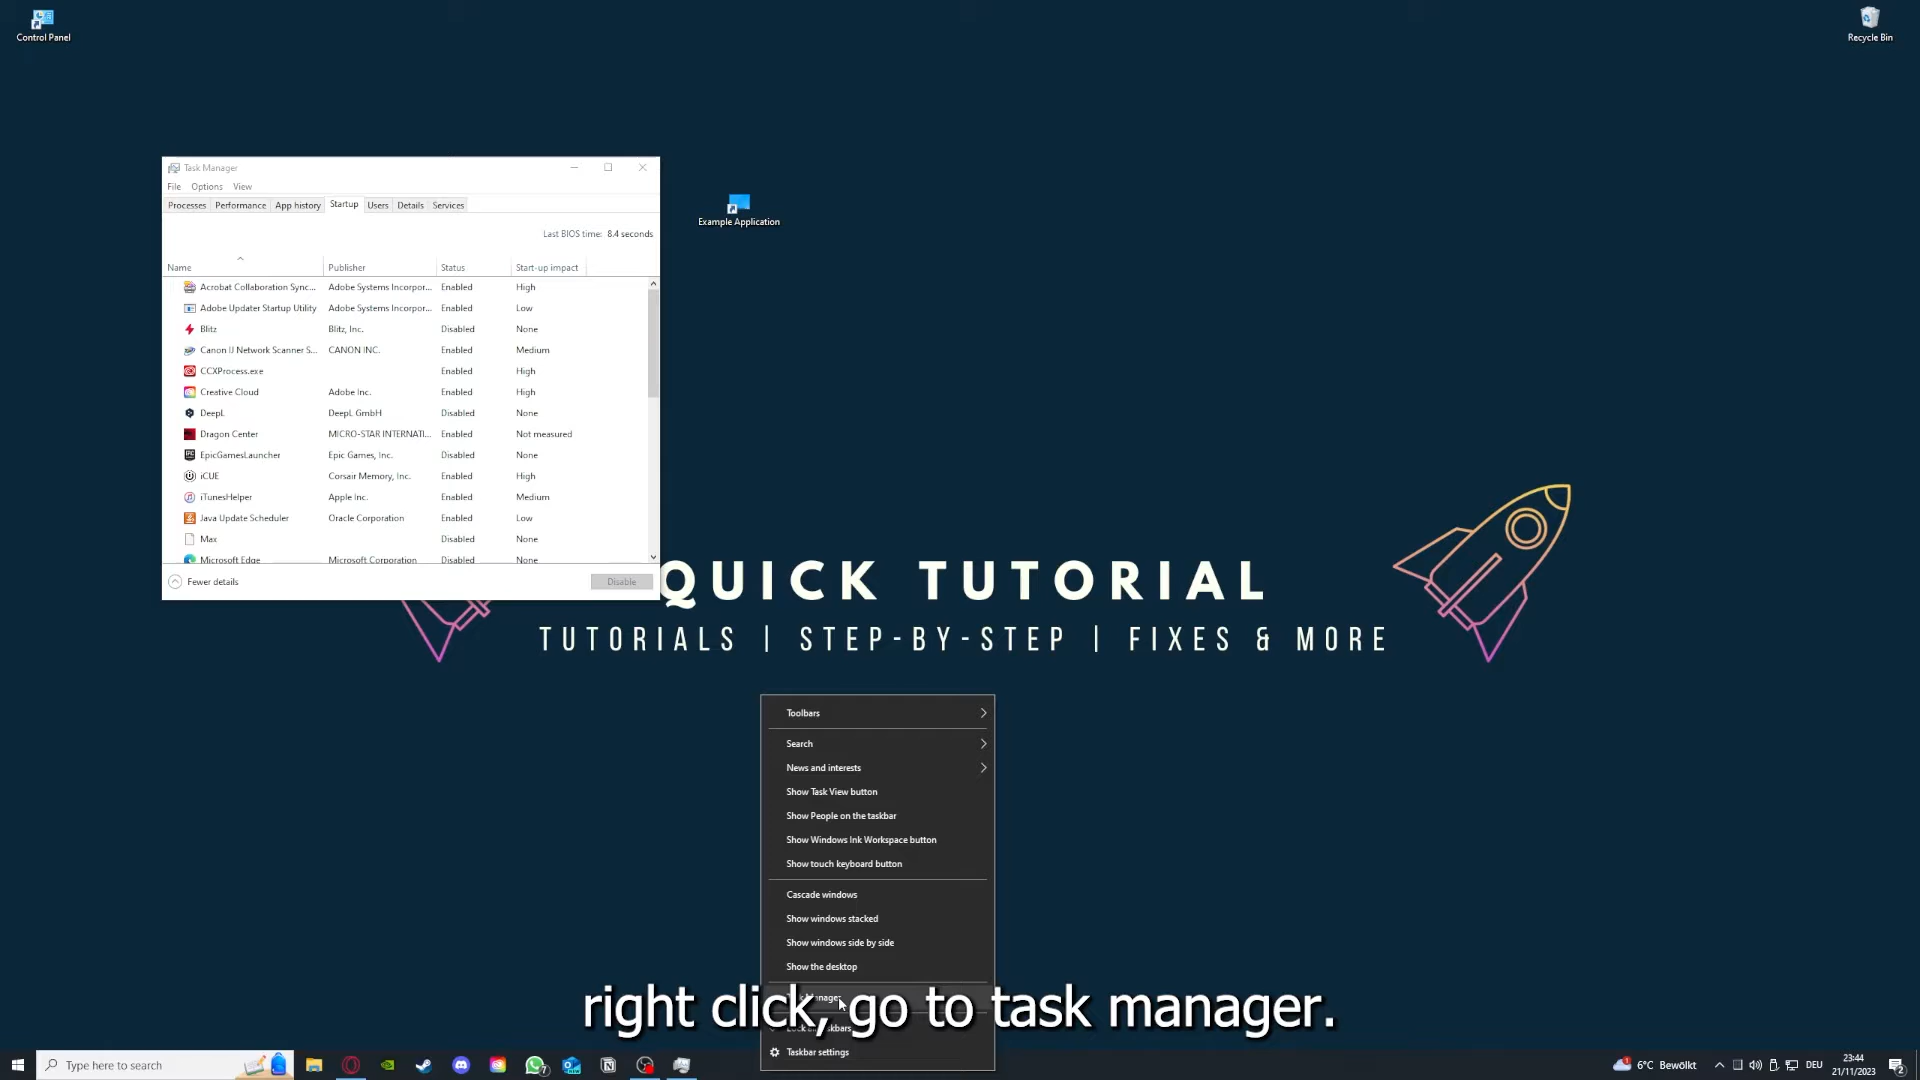 Control Panel
Recycle Bin
Task Manager
File Options View
Processes Performance App history Startup Users Details Services
Last BIOS time: 8.4 seconds
Name Publisher Status Start-up impact
Acrobat Collaboration Sync... Adobe Systems Incorpor... Enabled High
Adobe Updater Startup Utility Adobe Systems Incorpor... Enabled Low
Blitz Blitz, Inc. Disabled None
Canon IJ Network Scanner S... CANON INC. Enabled Medium
CCXProcess.exe Enabled High
Creative Cloud Adobe Inc. Enabled High
DeepL DeepL GmbH Disabled None
Dragon Center MICRO-STAR INTERNATI... Enabled Not measured
EpicGamesLauncher Epic Games, Inc. Disabled None
iCUE Corsair Memory, Inc. Enabled High
iTunesHelper Apple Inc. Enabled Medium
Java Update Scheduler Oracle Corporation Enabled Low
Max Disabled None
Microsoft Edge Microsoft Corporation Disabled None
Fewer details Disable
Example Application
QUICK TUTORIAL
TUTORIALS | STEP-BY-STEP | FIXES & MORE
Toolbars
Search
News and interests
Show Task View button
Show People on the taskbar
Show Windows Ink Workspace button
Show touch keyboard button
Cascade windows
Show windows stacked
Show windows side by side
Show the desktop
Manager
right click, go to task manager.
Taskbar settings
Type here to search
7
1
6°C Bewölkt
DEU
23:44
21/11/2023
2